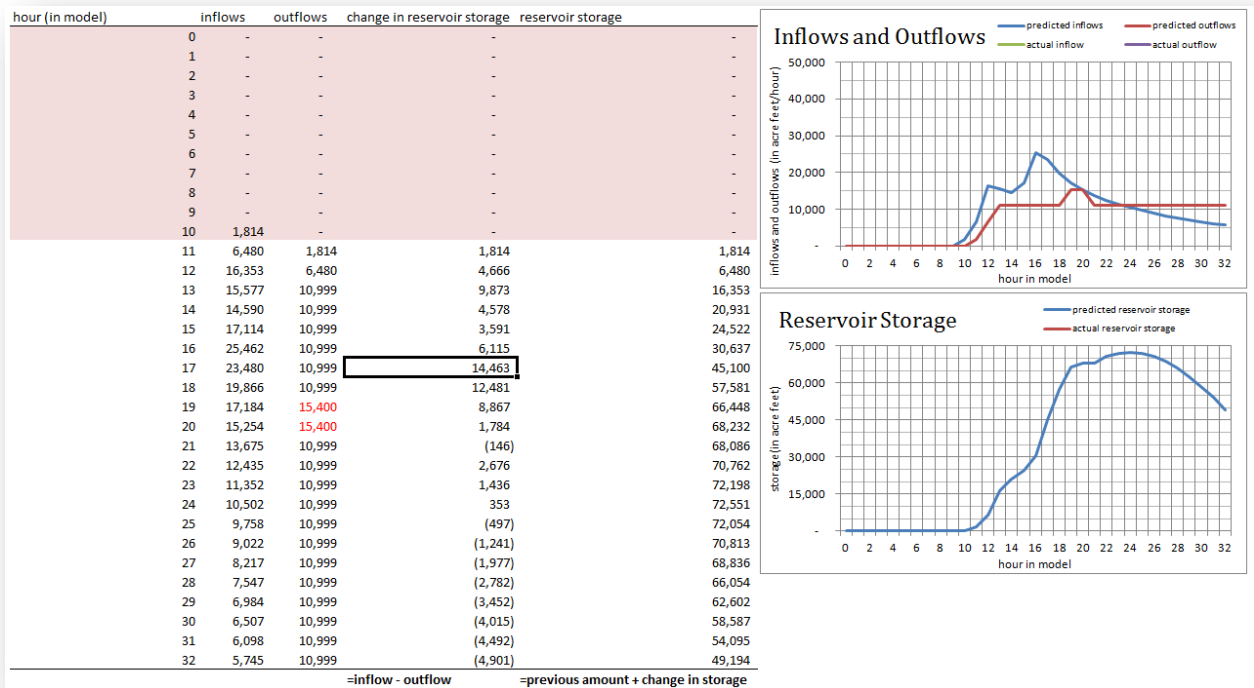 hour (in model) inflows outflows change in reservoir storage reservoir storage
0 - - - -
1 - - - -
2 - - - -
3 - - - -
4 - - - -
5 - - - -
6 - - - -
7 - - - -
8 - - - -
9 - - - -
10 1,814 - - -
11 6,480 1,814 1,814 1,814
12 16,353 6,480 4,666 6,480
13 15,577 10,999 9,873 16,353
14 14,590 10,999 4,578 20,931
15 17,114 10,999 3,591 24,522
16 25,462 10,999 6,115 30,637
17 23,480 10,999 14,463 45,100
18 19,866 10,999 12,481 57,581
19 17,184 15,400 8,867 66,448
20 15,254 15,400 1,784 68,232
21 13,675 10,999 (146) 68,086
22 12,435 10,999 2,676 70,762
23 11,352 10,999 1,436 72,198
24 10,502 10,999 353 72,551
25 9,758 10,999 (497) 72,054
26 9,022 10,999 (1,241) 70,813
27 8,217 10,999 (1,977) 68,836
28 7,547 10,999 (2,782) 66,054
29 6,984 10,999 (3,452) 62,602
30 6,507 10,999 (4,015) 58,587
31 6,098 10,999 (4,492) 54,095
32 5,745 10,999 (4,901) 49,194
=inflow - outflow =previous amount + change in storage
Inflows and Outflows
predicted inflows predicted outflows
actual inflow actual outflow
inflows and outflows (in acre feet/hour)
50,000
40,000
30,000
20,000
10,000
-
0 2 4 6 8 10 12 14 16 18 20 22 24 26 28 30 32
hour in model
Reservoir Storage
predicted reservoir storage
actual reservoir storage
storage (in acre feet)
75,000
60,000
45,000
30,000
15,000
-
0 2 4 6 8 10 12 14 16 18 20 22 24 26 28 30 32
hour in model